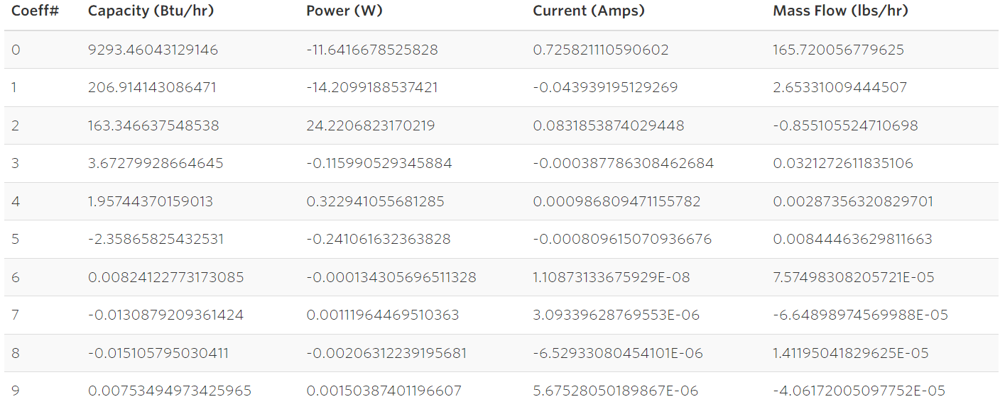 Coeff# Capacity (Btu/hr) Power (W) Current (Amps) Mass Flow (lbs/hr)
0 9293.46043129146 -11.6416678525828 0.725821110590602 165.720056779625
1 206.914143086471 -14.2099188537421 -0.043939195129269 2.65331009444507
2 163.346637548538 24.2206823170219 0.0831853874029448 -0.855105524710698
3 3.67279928664645 -0.115990529345884 -0.000387786308462684 0.0321272611835106
4 1.95744370159013 0.322941055681285 0.000986809471155782 0.00287356320829701
5 -2.35865825432531 -0.241061632363828 -0.000809615070936676 0.00844463629811663
6 0.00824122773173085 -0.000134305696511328 1.10873133675929E-08 7.57498308205721E-05
7 -0.0130879209361424 0.00111964469510363 3.09339628769553E-06 -6.64898974569988E-05
8 -0.015105795030411 -0.00206312239195681 -6.52933080454101E-06 1.41195041829625E-05
9 0.00753494973425965 0.00150387401196607 5.67528050189867E-06 -4.06172005097752E-05